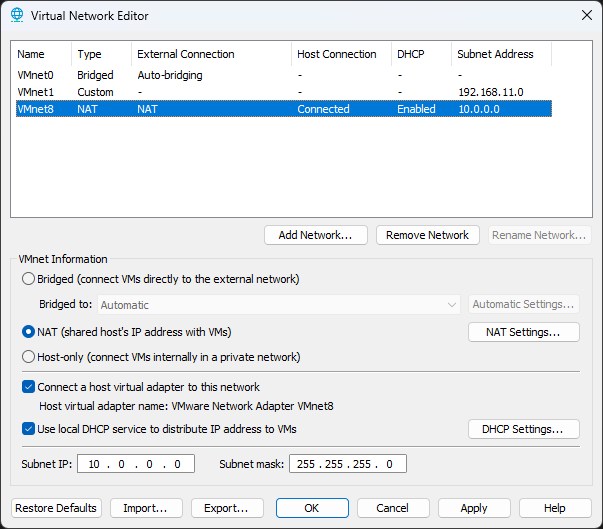 Virtual Network Editor
Name Type External Connection Host Connection DHCP Subnet Address
VMnet0 Bridged Auto-bridging - - -
VMnet1 Custom - - - 192.168.11.0
VMnet8 NAT NAT Connected Enabled 10.0.0.0
Add Network... Remove Network Rename Network...
VMnet Information
Bridged (connect VMs directly to the external network)
Bridged to: Automatic Automatic Settings...
NAT (shared host's IP address with VMs) NAT Settings...
Host-only (connect VMs internally in a private network)
Connect a host virtual adapter to this network
Host virtual adapter name: VMware Network Adapter VMnet8
Use local DHCP service to distribute IP address to VMs DHCP Settings...
Subnet IP: 10 . 0 . 0 . 0 Subnet mask: 255 . 255 . 255 . 0
Restore Defaults Import... Export... OK Cancel Apply Help